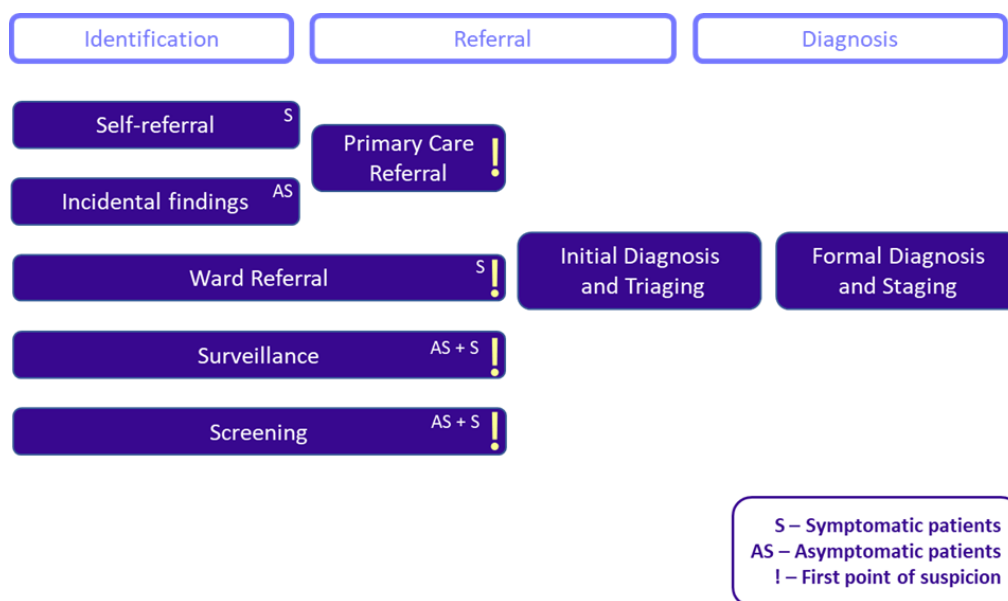 Identification
Referral
Diagnosis
Self-referral
S
Primary Care
Referral
!
Incidental findings
AS
Ward Referral
S
!
Initial Diagnosis
and Triaging
Formal Diagnosis
and Staging
Surveillance
AS + S
!
Screening
AS + S
!
S – Symptomatic patients
AS – Asymptomatic patients
! – First point of suspicion